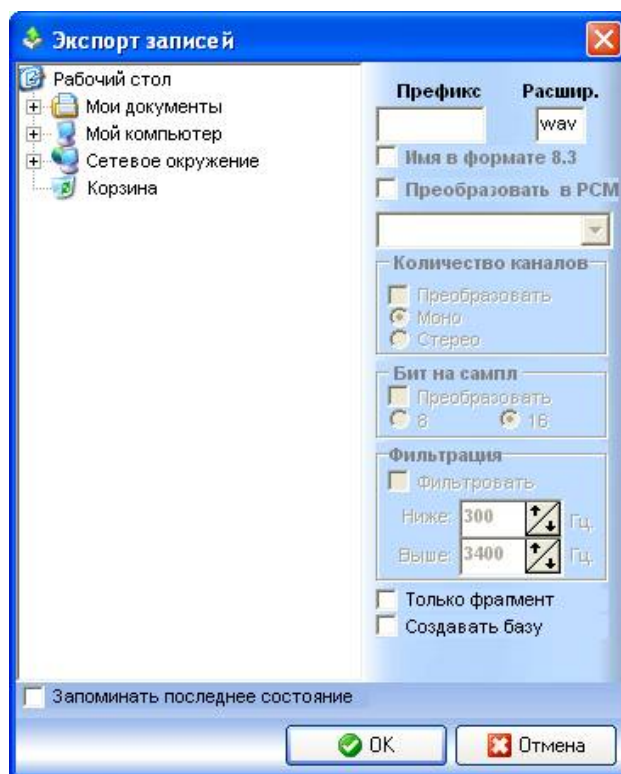 Экспорт записей
Рабочий стол
Мои документы
Мой компьютер
Сетевое окружение
Корзина
Префикс Расшир.
wav
Имя в формате 8.3
Преобразовать в PCM
Количество каналов
Преобразовать
Моно
Стерео
Бит на сампл
Преобразовать
8 16
Фильтрация
Фильтровать
Ниже: 300 Гц.
Выше: 3400 Гц.
Только фрагмент
Создавать базу
Запоминать последнее состояние
OK Отмена